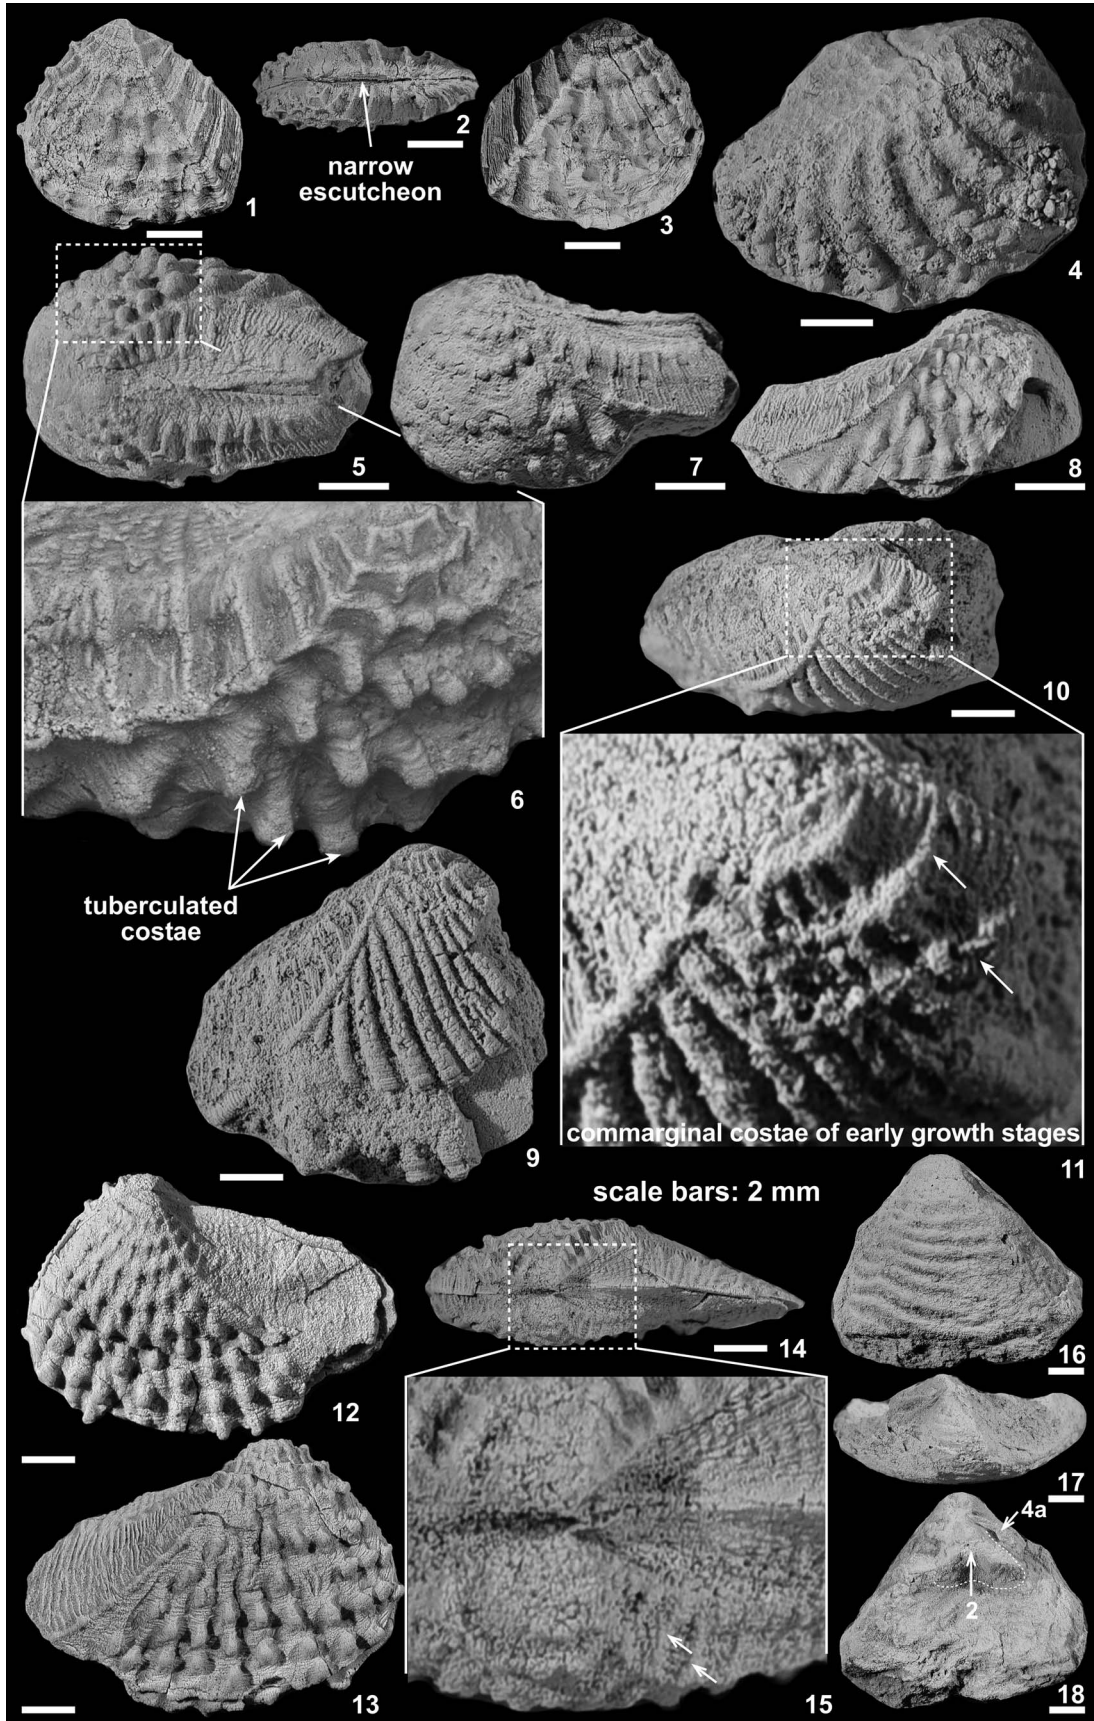 1
2
narrow
escutcheon
3
4
5
7
8
6
tuberculated
costae
10
commarginal costae of early growth stages
9
11
scale bars: 2 mm
12
14
16
17
13
15
4a
2
18